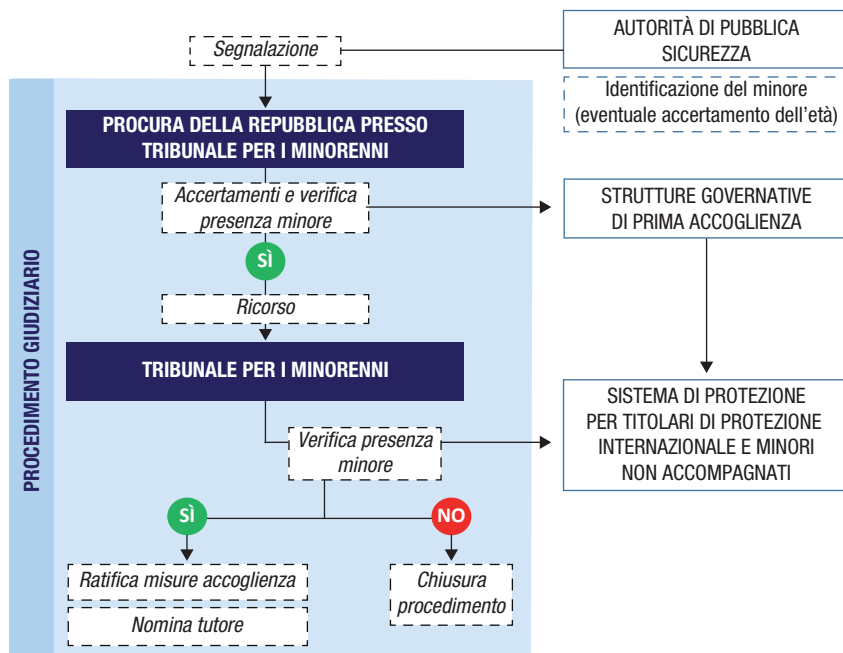 Segnalazione
AUTORITÀ DI PUBBLICA
SICUREZZA
Identificazione del minore
(eventuale accertamento dell'età)
PROCEDIMENTO GIUDIZIARIO
PROCURA DELLA REPUBBLICA PRESSO
TRIBUNALE PER I MINORENNI
Accertamenti e verifica
presenza minore
STRUTTURE GOVERNATIVE
DI PRIMA ACCOGLIENZA
SÌ
Ricorso
TRIBUNALE PER I MINORENNI
SISTEMA DI PROTEZIONE
PER TITOLARI DI PROTEZIONE
INTERNAZIONALE E MINORI
NON ACCOMPAGNATI
Verifica presenza
minore
SÌ
NO
Ratifica misure accoglienza
Nomina tutore
Chiusura
procedimento